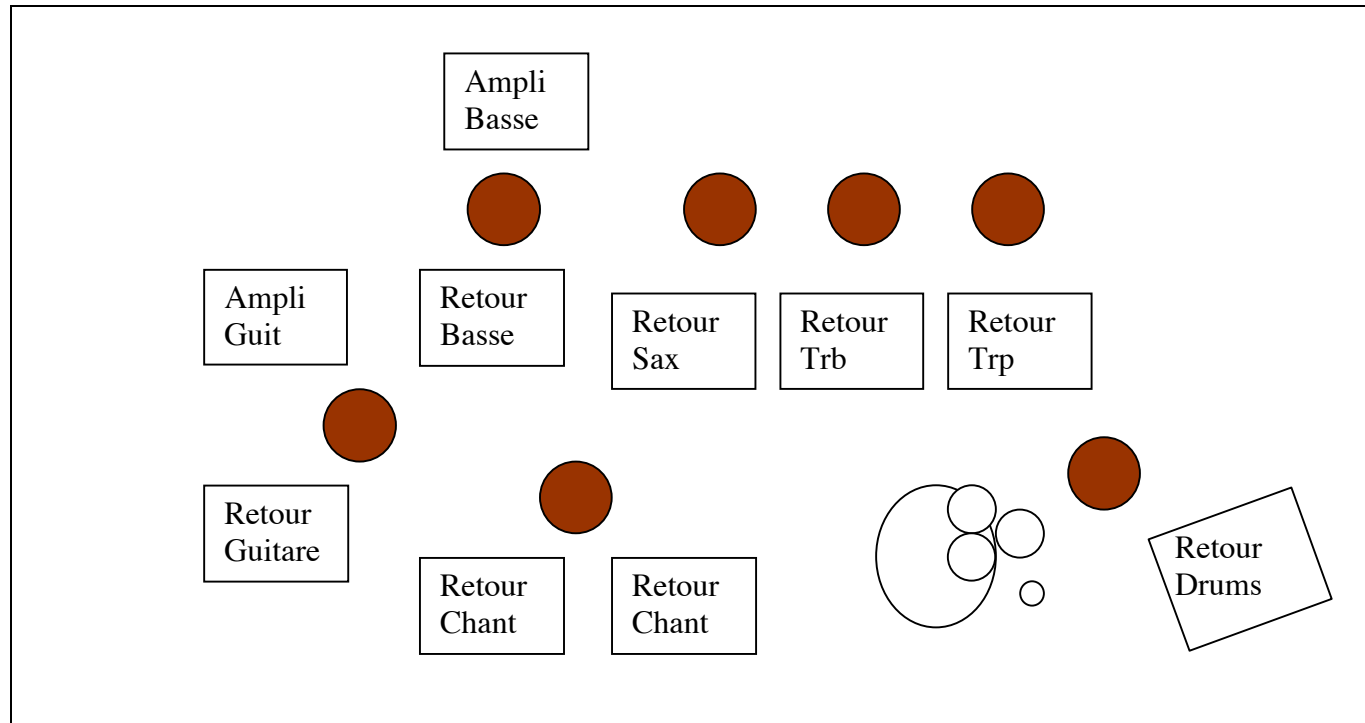 Ampli
Basse
Ampli
Guit
Retour
Basse
Retour
Sax
Retour
Trb
Retour
Trp
Retour
Guitare
Retour
Chant
Retour
Chant
Retour
Drums